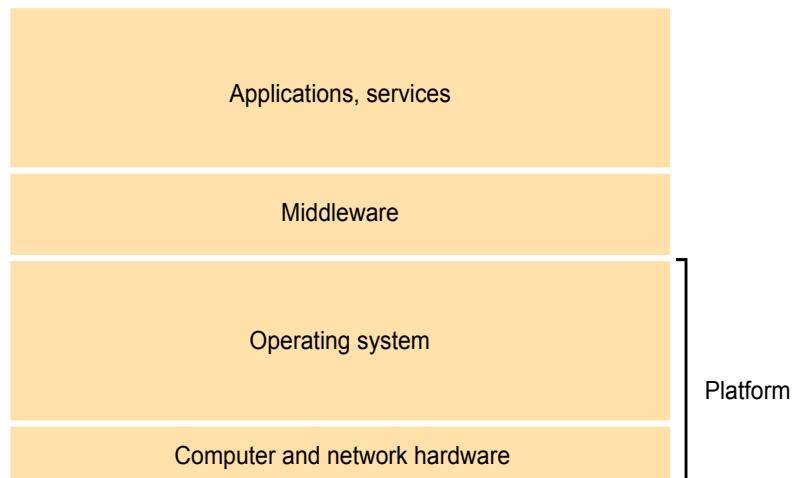 Applications, services
Middleware
Operating system
Platform
Computer and network hardware